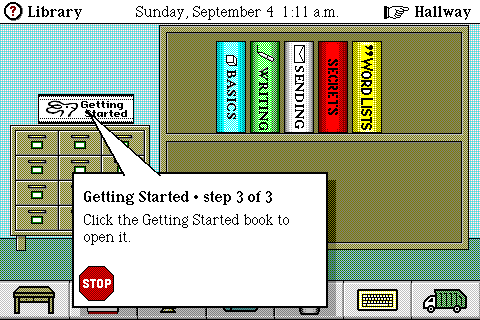 Library
Sunday, September 4 1:11 a.m.
Hallway
Getting
Started
BASICS
WRITING
SENDING
SECRETS
WORD LISTS
Getting Started • step 3 of 3
Click the Getting Started book to
open it.
STOP